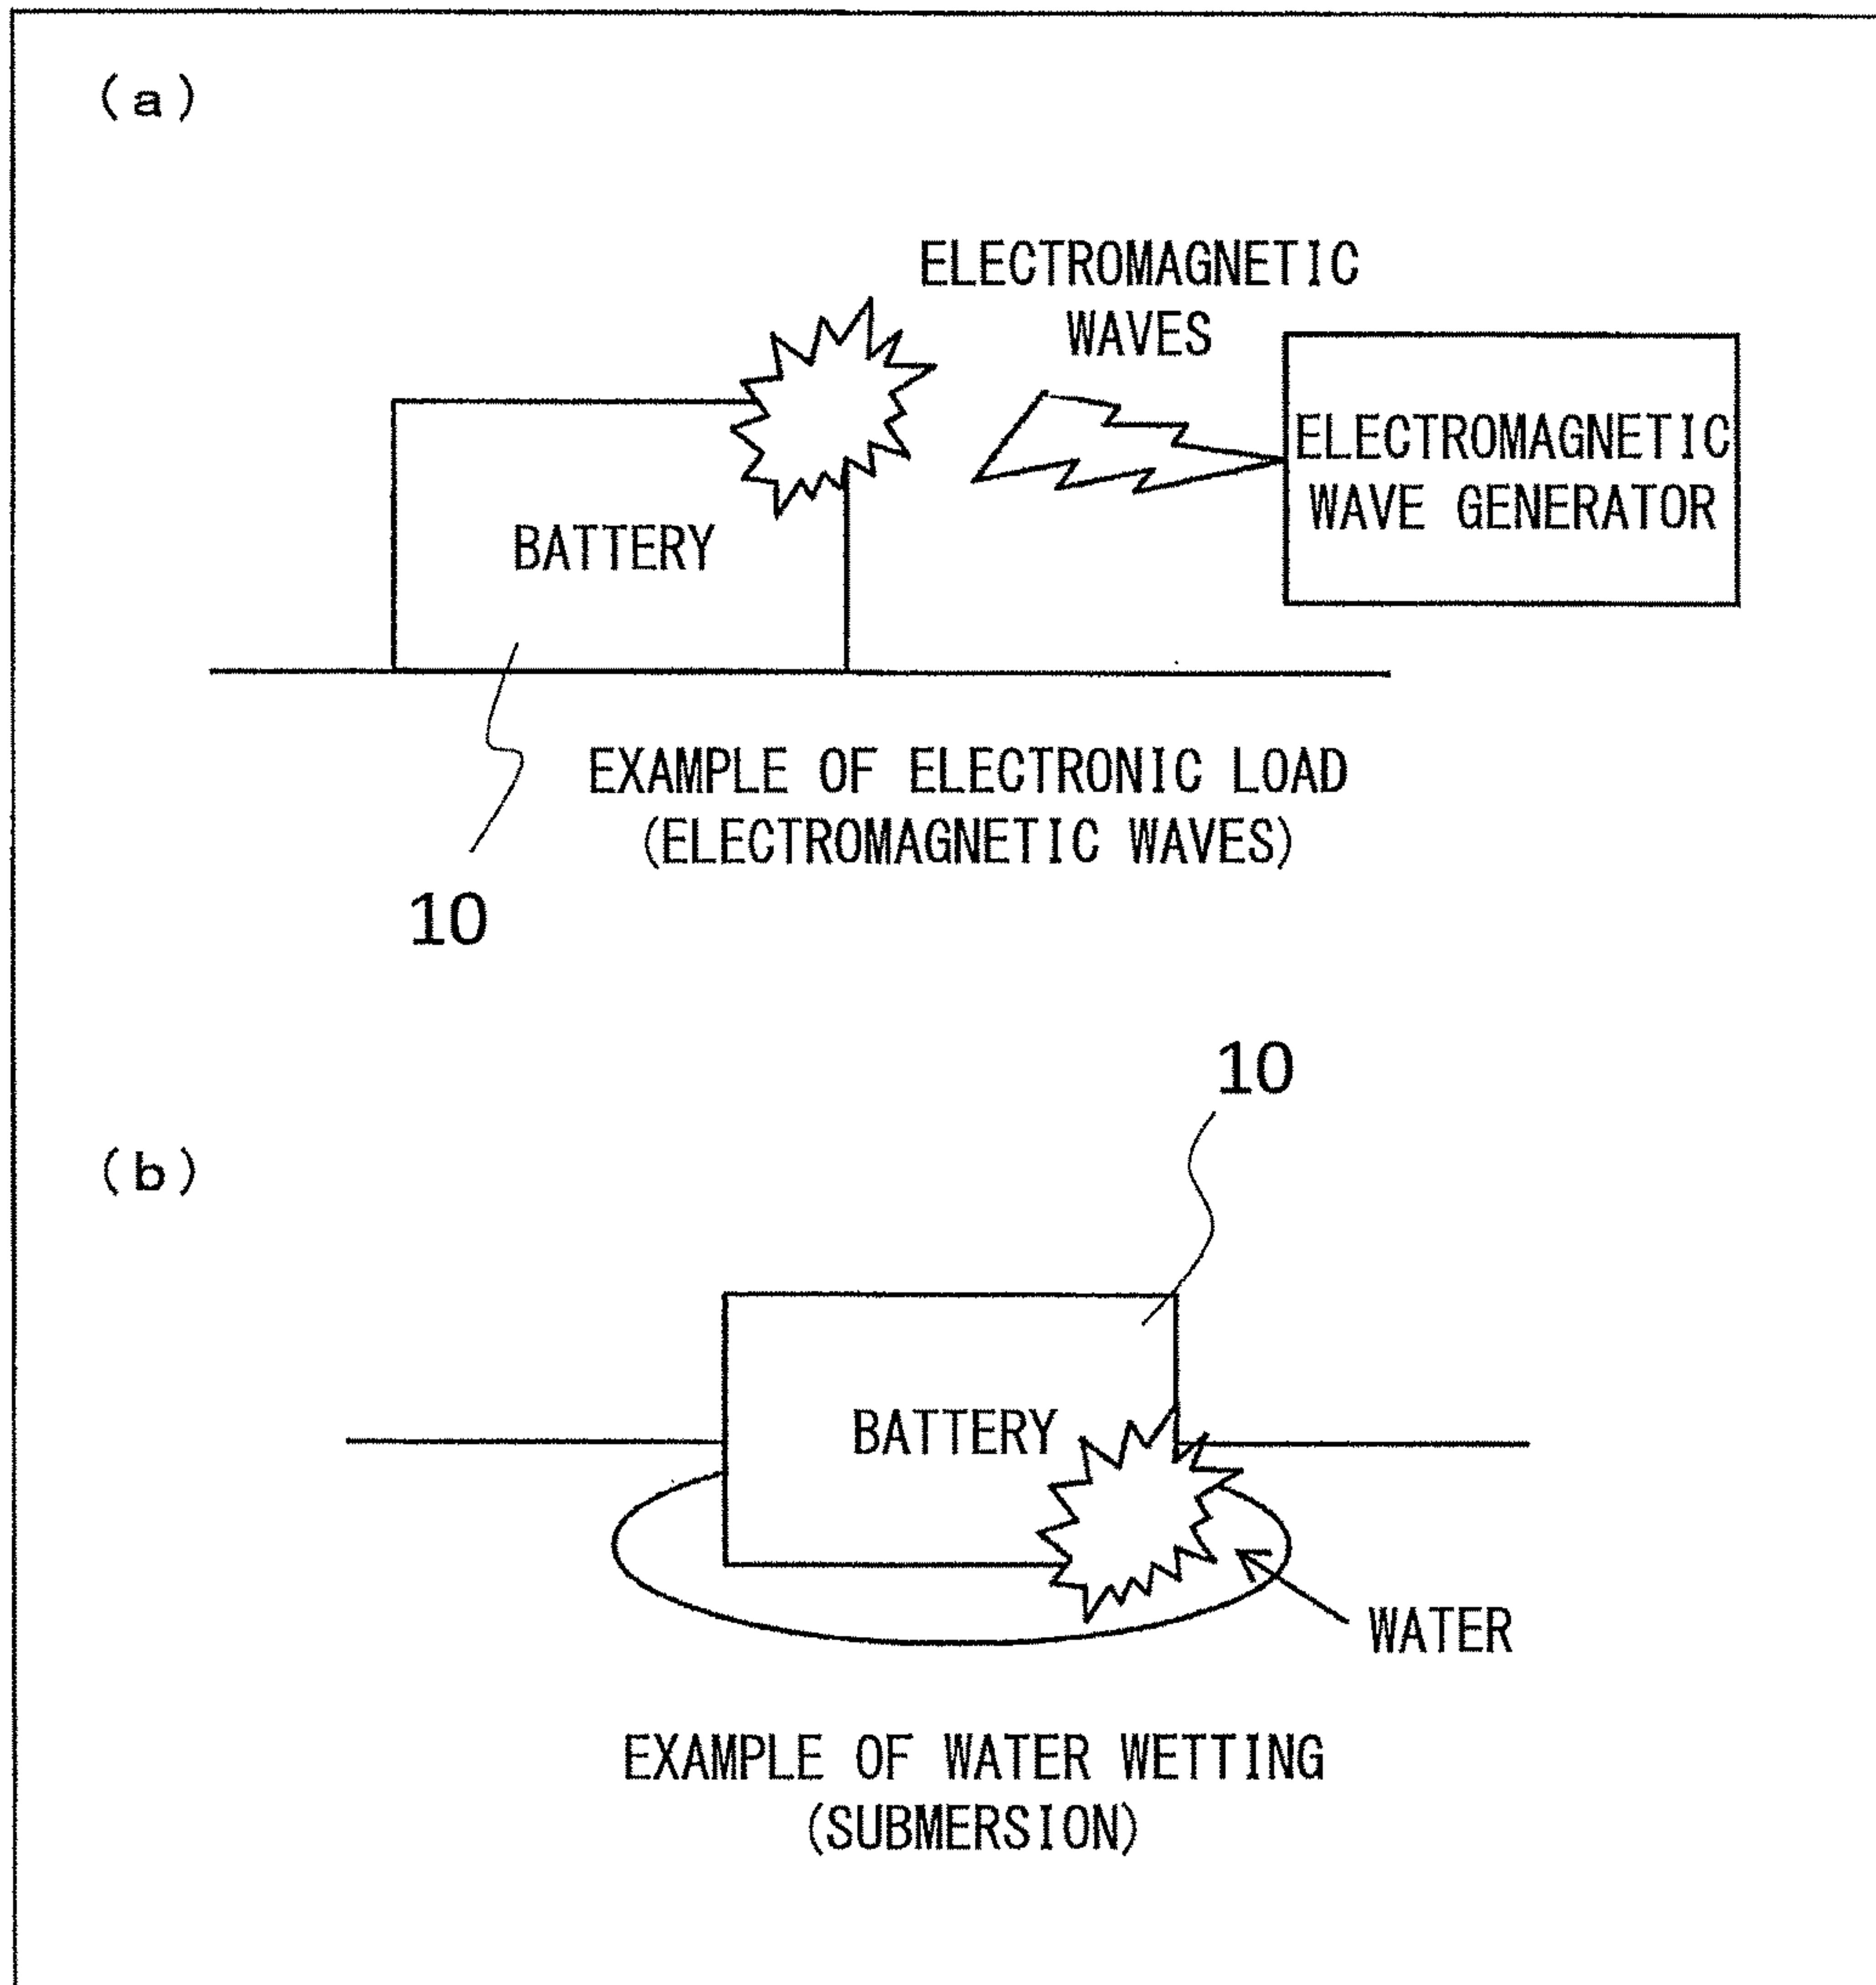 (a)
ELECTROMAGNETIC
WAVES
ELECTROMAGNETIC
WAVE GENERATOR
BATTERY
EXAMPLE OF ELECTRONIC LOAD
(ELECTROMAGNETIC WAVES)
10
10
(b)
BATTERY
WATER
EXAMPLE OF WATER WETTING
(SUBMERSION)